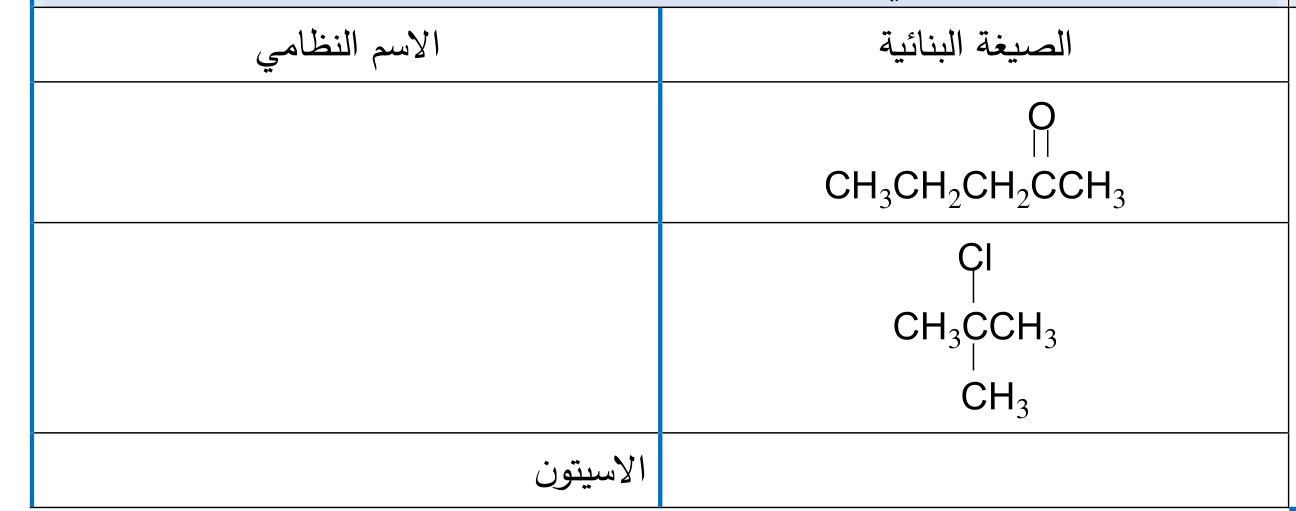 الصيغة البنائية
الاسم النظامي
O
CH₃CH₂CH₂CCH₃
Cl
CH₃CCH₃
CH₃
الاسيتون